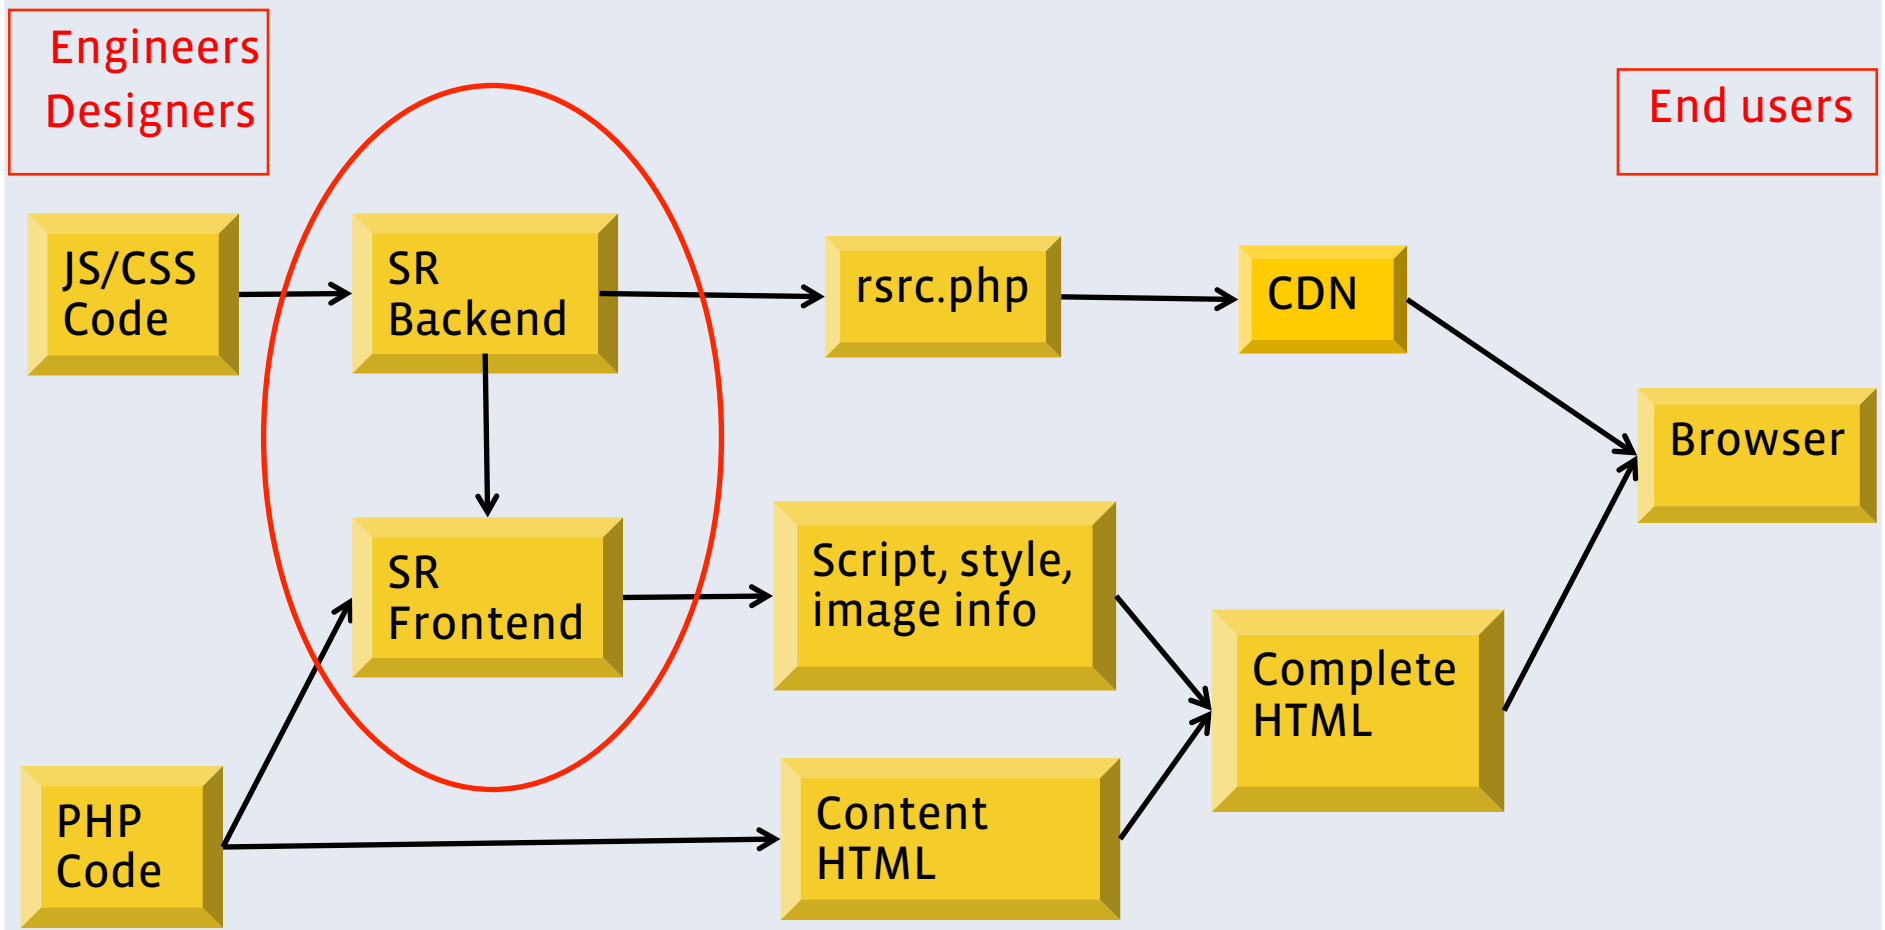 Engineers
Designers
End users
JS/CSS
Code
SR
Backend
rsrc.php
CDN
Browser
SR
Frontend
Script, style,
image info
Complete
HTML
PHP
Code
Content
HTML